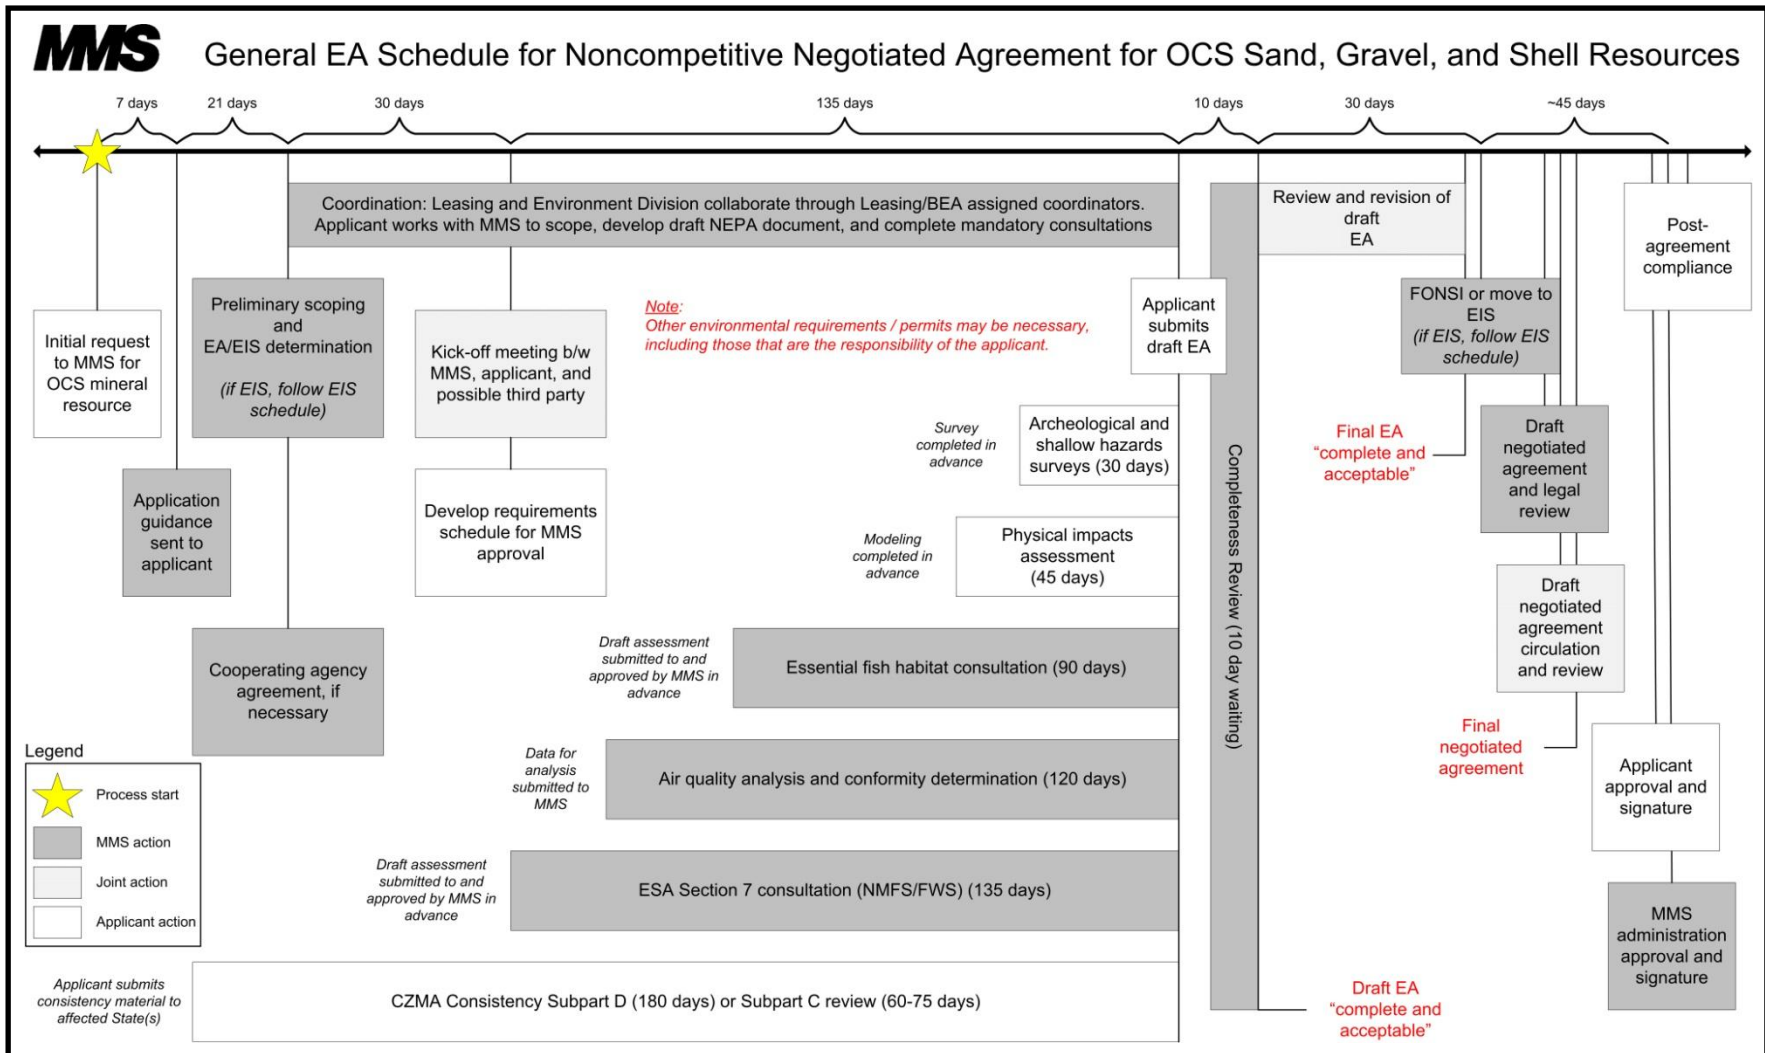 MMS
General EA Schedule for Noncompetitive Negotiated Agreement for OCS Sand, Gravel, and Shell Resources
7 days
21 days
30 days
135 days
10 days
30 days
~45 days
Coordination: Leasing and Environment Division collaborate through Leasing/BEA assigned coordinators.
Applicant works with MMS to scope, develop draft NEPA document, and complete mandatory consultations
Review and revision of
draft
EA
Post-
agreement
compliance
Initial request
to MMS for
OCS mineral
resource
Preliminary scoping
and
EA/EIS determination
(if EIS, follow EIS
schedule)
Kick-off meeting b/w
MMS, applicant, and
possible third party
Note:
Other environmental requirements / permits may be necessary,
including those that are the responsibility of the applicant.
Applicant
submits
draft EA
FONSI or move to
EIS
(if EIS, follow EIS
schedule)
Application
guidance
sent to
applicant
Develop requirements
schedule for MMS
approval
Survey
completed in
advance
Archeological and
shallow hazards
surveys (30 days)
Final EA
“complete and
acceptable”
Draft
negotiated
agreement
and legal
review
Modeling
completed in
advance
Physical impacts
assessment
(45 days)
Completeness Review (10 day waiting)
Draft
negotiated
agreement
circulation
and review
Cooperating agency
agreement, if
necessary
Draft assessment
submitted to and
approved by MMS in
advance
Essential fish habitat consultation (90 days)
Final
negotiated
agreement
Data for
analysis
submitted to
MMS
Air quality analysis and conformity determination (120 days)
Applicant
approval and
signature
Draft assessment
submitted to and
approved by MMS in
advance
ESA Section 7 consultation (NMFS/FWS) (135 days)
MMS
administration
approval and
signature
Applicant submits
consistency material to
affected State(s)
CZMA Consistency Subpart D (180 days) or Subpart C review (60-75 days)
Draft EA
“complete and
acceptable”
Legend
Process start
MMS action
Joint action
Applicant action